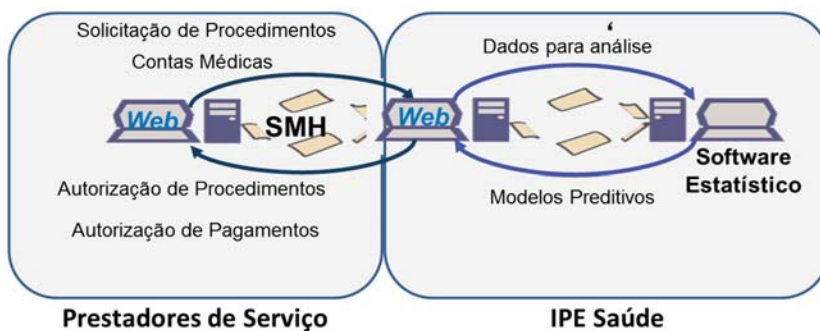 Solicitação de Procedimentos
Contas Médicas
Web
SMH
Autorização de Procedimentos
Autorização de Pagamentos
Prestadores de Serviço
‘
Dados para análise
Web
Software
Estatístico
Modelos Preditivos
IPE Saúde